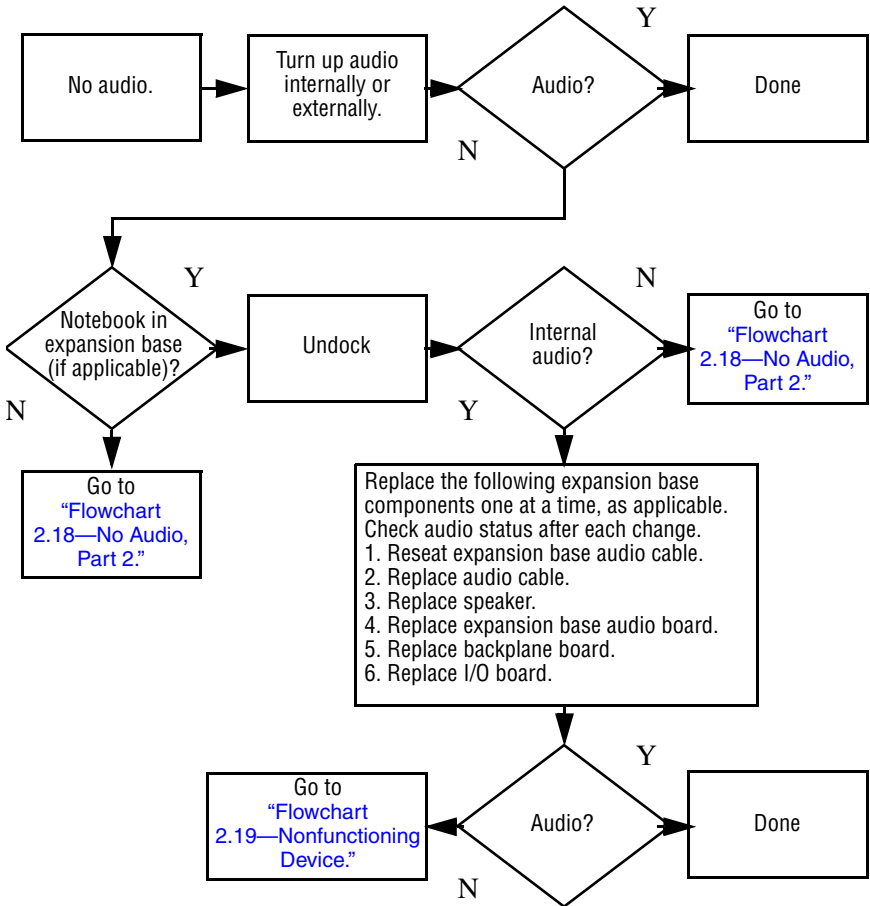 No audio.
Turn up audio
internally or
externally.
Audio?
Y
Done
N
Notebook in
expansion base
(if applicable)?
Y
N
Undock
Internal
audio?
N
Y
Go to
“Flowchart
2.18—No Audio,
Part 2.”
Go to
“Flowchart
2.18—No Audio,
Part 2.”
Replace the following expansion base
components one at a time, as applicable.
Check audio status after each change.
1. Reseat expansion base audio cable.
2. Replace audio cable.
3. Replace speaker.
4. Replace expansion base audio board.
5. Replace backplane board.
6. Replace I/O board.
Audio?
Y
Done
N
Go to
“Flowchart
2.19—Nonfunctioning
Device.”